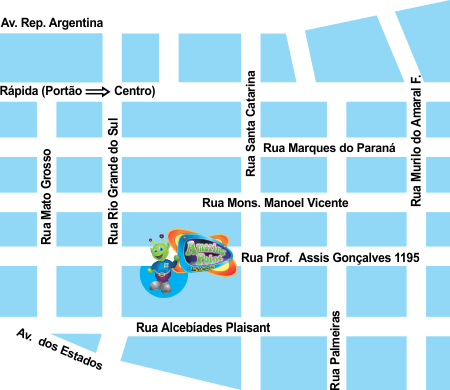 Av. Rep. Argentina
Rápida (Portão ⇒ Centro)
Rua Santa Catarina
Rua Murilo do Amaral F.
Rua Marques do Paraná
Rua Rio Grande do Sul
Rua Mato Grosso
Rua Mons. Manoel Vicente
Amazing
Point
Rua Prof. Assis Gonçalves 1195
Rua Alcebíades Plaisant
Rua Palmeiras
Av. dos Estados